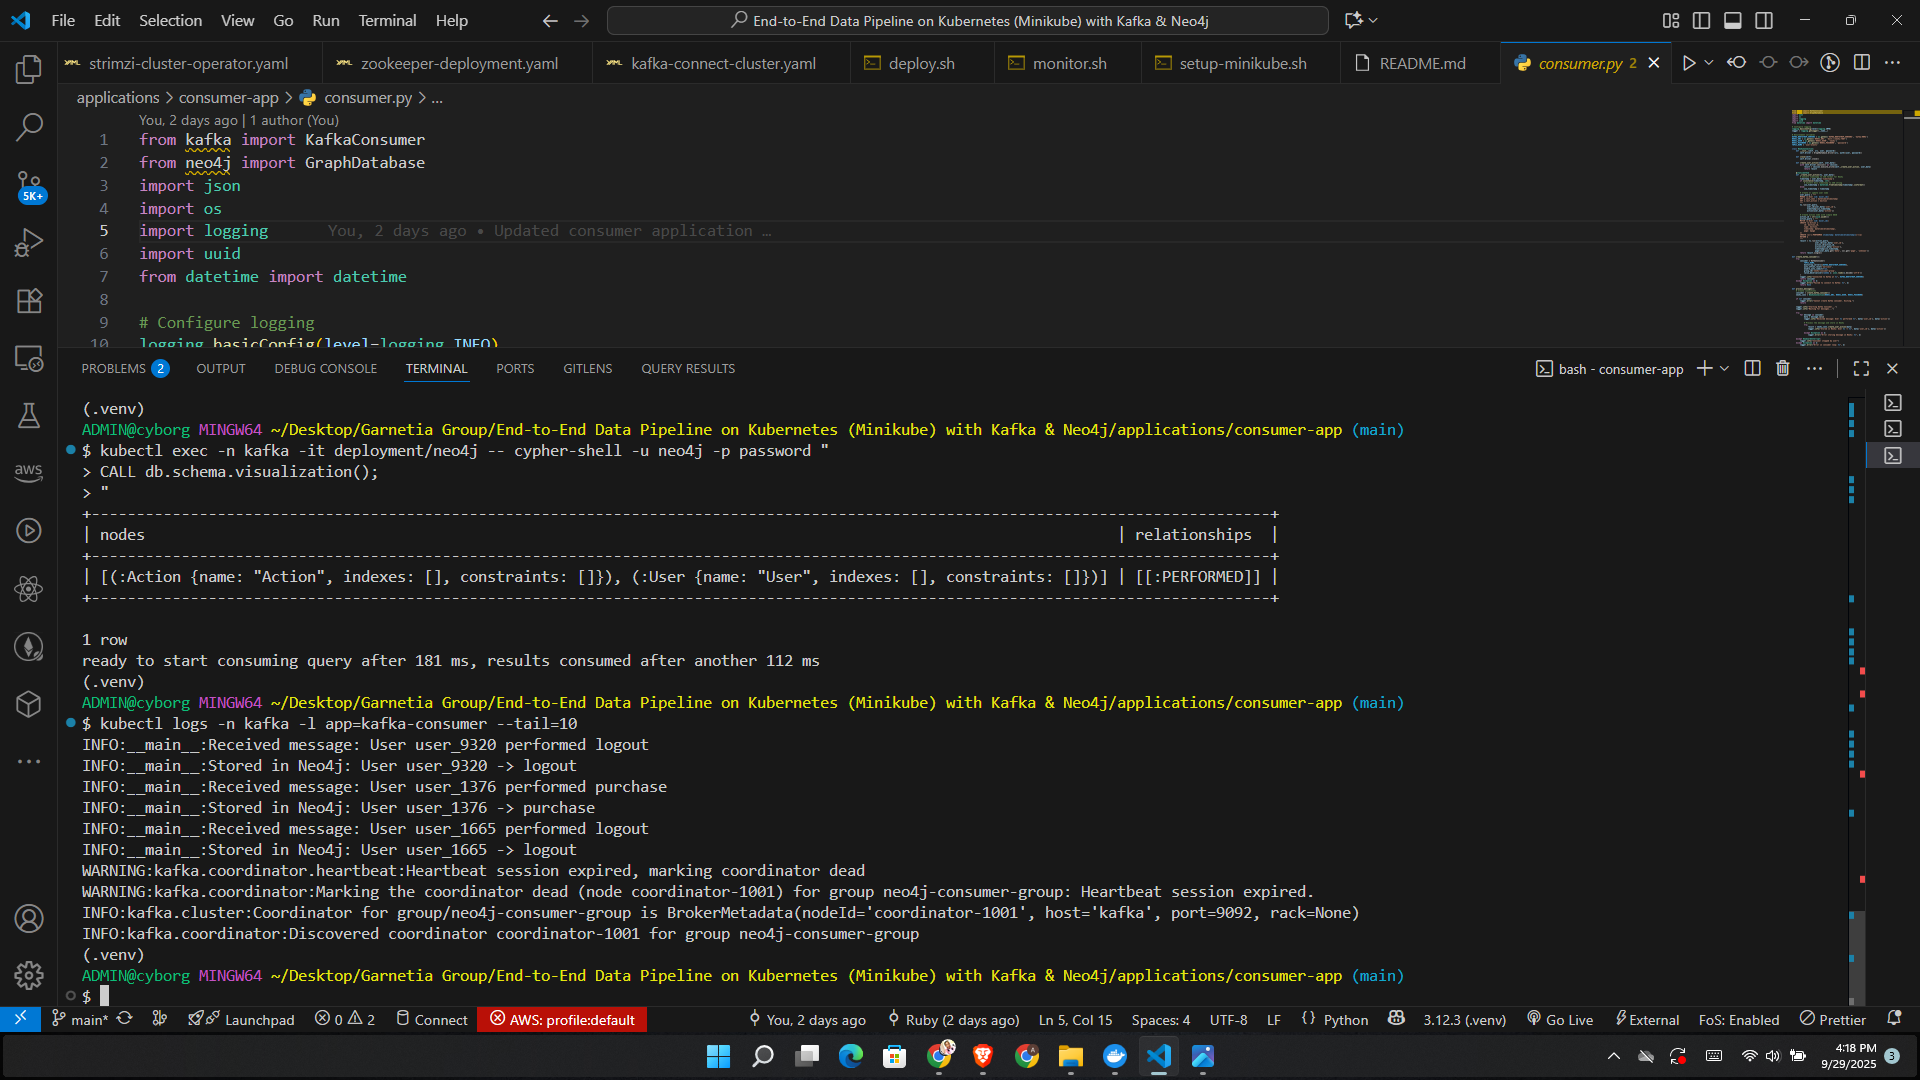 File Edit Selection View Go Run Terminal Help
End-to-End Data Pipeline on Kubernetes (Minikube) with Kafka & Neo4j
strimzi-cluster-operator.yaml zookeeper-deployment.yaml kafka-connect-cluster.yaml deploy.sh monitor.sh setup-minikube.sh README.md consumer.py 2
applications > consumer-app > consumer.py > ...
You, 2 days ago | 1 author (You)
1 from kafka import KafkaConsumer
2 from neo4j import GraphDatabase
3 import json
4 import os
5 import logging You, 2 days ago • Updated consumer application …
6 import uuid
7 from datetime import datetime
8
9 # Configure logging
10 logging.basicConfig(level=logging.INFO)
5K+
aws
PROBLEMS 2 OUTPUT DEBUG CONSOLE TERMINAL PORTS GITLENS QUERY RESULTS
bash - consumer-app
(.venv)
ADMIN@cyborg MINGW64 ~/Desktop/Garnetia Group/End-to-End Data Pipeline on Kubernetes (Minikube) with Kafka & Neo4j/applications/consumer-app (main)
$ kubectl exec -n kafka -it deployment/neo4j -- cypher-shell -u neo4j -p password "
> CALL db.schema.visualization();
> "
| nodes | relationships |
| [(:Action {name: "Action", indexes: [], constraints: []}), (:User {name: "User", indexes: [], constraints: []})] | [[:PERFORMED]] |
1 row
ready to start consuming query after 181 ms, results consumed after another 112 ms
(.venv)
ADMIN@cyborg MINGW64 ~/Desktop/Garnetia Group/End-to-End Data Pipeline on Kubernetes (Minikube) with Kafka & Neo4j/applications/consumer-app (main)
$ kubectl logs -n kafka -l app=kafka-consumer --tail=10
INFO:__main__:Received message: User user_9320 performed logout
INFO:__main__:Stored in Neo4j: User user_9320 -> logout
INFO:__main__:Received message: User user_1376 performed purchase
INFO:__main__:Stored in Neo4j: User user_1376 -> purchase
INFO:__main__:Received message: User user_1665 performed logout
INFO:__main__:Stored in Neo4j: User user_1665 -> logout
WARNING:kafka.coordinator.heartbeat:Heartbeat session expired, marking coordinator dead
WARNING:kafka.coordinator:Marking the coordinator dead (node coordinator-1001) for group neo4j-consumer-group: Heartbeat session expired.
INFO:kafka.cluster:Coordinator for group/neo4j-consumer-group is BrokerMetadata(nodeId='coordinator-1001', host='kafka', port=9092, rack=None)
INFO:kafka.coordinator:Discovered coordinator coordinator-1001 for group neo4j-consumer-group
(.venv)
ADMIN@cyborg MINGW64 ~/Desktop/Garnetia Group/End-to-End Data Pipeline on Kubernetes (Minikube) with Kafka & Neo4j/applications/consumer-app (main)
$
main* Launchpad 0 2 Connect AWS: profile:default You, 2 days ago Ruby (2 days ago) Ln 5, Col 15 Spaces: 4 UTF-8 LF {} Python 3.12.3 (.venv) Go Live External FoS: Enabled Prettier
4:18 PM
9/29/2025
3